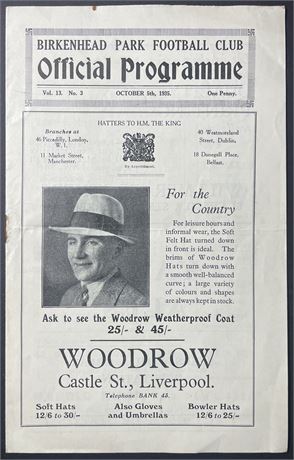 BIRKENHEAD PARK FOOTBALL CLUB
Official Programme
Vol. 13. No. 3
OCTOBER 5th, 1935.
One Penny.
HATTERS TO H.M. THE KING
Branches at
46 Piccadilly, London,
W. 1.
11 Market Street,
Manchester.
By Appointment.
40 Westmoreland
Street, Dublin,
18 Donegall Place,
Belfast.
For the
Country
For leisure hours and
informal wear, the Soft
Felt Hat turned down
in front is ideal. The
brims of Woodrow
Hats turn down with
a smooth well-balanced
curve; a large variety
of colours and shapes
are always kept in stock.
Ask to see the Woodrow Weatherproof Coat
25/- & 45/-
WOODROW
Castle St., Liverpool.
Telephone BANK 45.
Soft Hats
12/6 to 30/-
Also Gloves
and Umbrellas
Bowler Hats
12/6 to 25/-